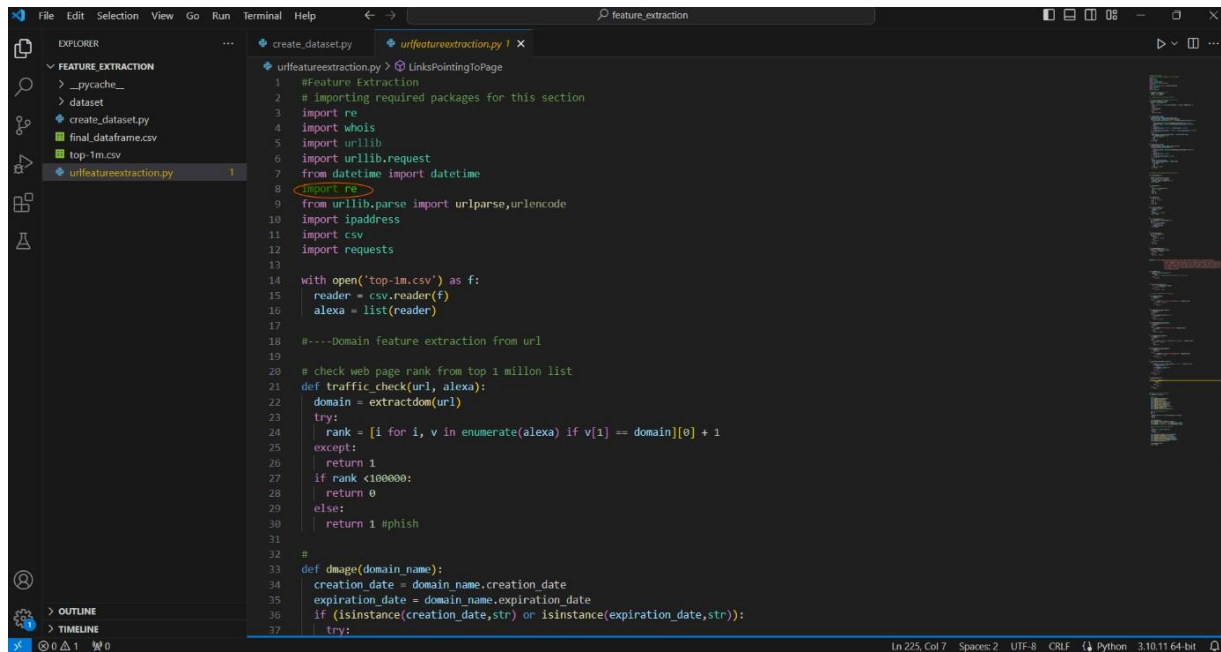 File Edit Selection View Go Run Terminal Help
feature_extraction
EXPLORER
FEATURE_EXTRACTION
__pycache__
dataset
create_dataset.py
final_dataframe.csv
top-1m.csv
urlfeatureextraction.py 1
OUTLINE
TIMELINE
create_dataset.py urlfeatureextraction.py 1
urlfeatureextraction.py > LinksPointingToPage
1 #Feature Extraction
2 # importing required packages for this section
3 import re
4 import whois
5 import urllib
6 import urllib.request
7 from datetime import datetime
8 import re
9 from urllib.parse import urlparse,urlencode
10 import ipaddress
11 import csv
12 import requests
13
14 with open('top-1m.csv') as f:
15 reader = csv.reader(f)
16 alexa = list(reader)
17
18 #----Domain feature extraction from url
19
20 # check web page rank from top 1 millon list
21 def traffic_check(url, alexa):
22 domain = extractdom(url)
23 try:
24 rank = [i for i, v in enumerate(alexa) if v[1] == domain][0] + 1
25 except:
26 return 1
27 if rank <100000:
28 return 0
29 else:
30 return 1 #phish
31
32 #
33 def dmage(domain_name):
34 creation_date = domain_name.creation_date
35 expiration_date = domain_name.expiration_date
36 if (isinstance(creation_date,str) or isinstance(expiration_date,str)):
37 try:
0 1 0 Ln 225, Col 7 Spaces: 2 UTF-8 CRLF Python 3.10.11 64-bit